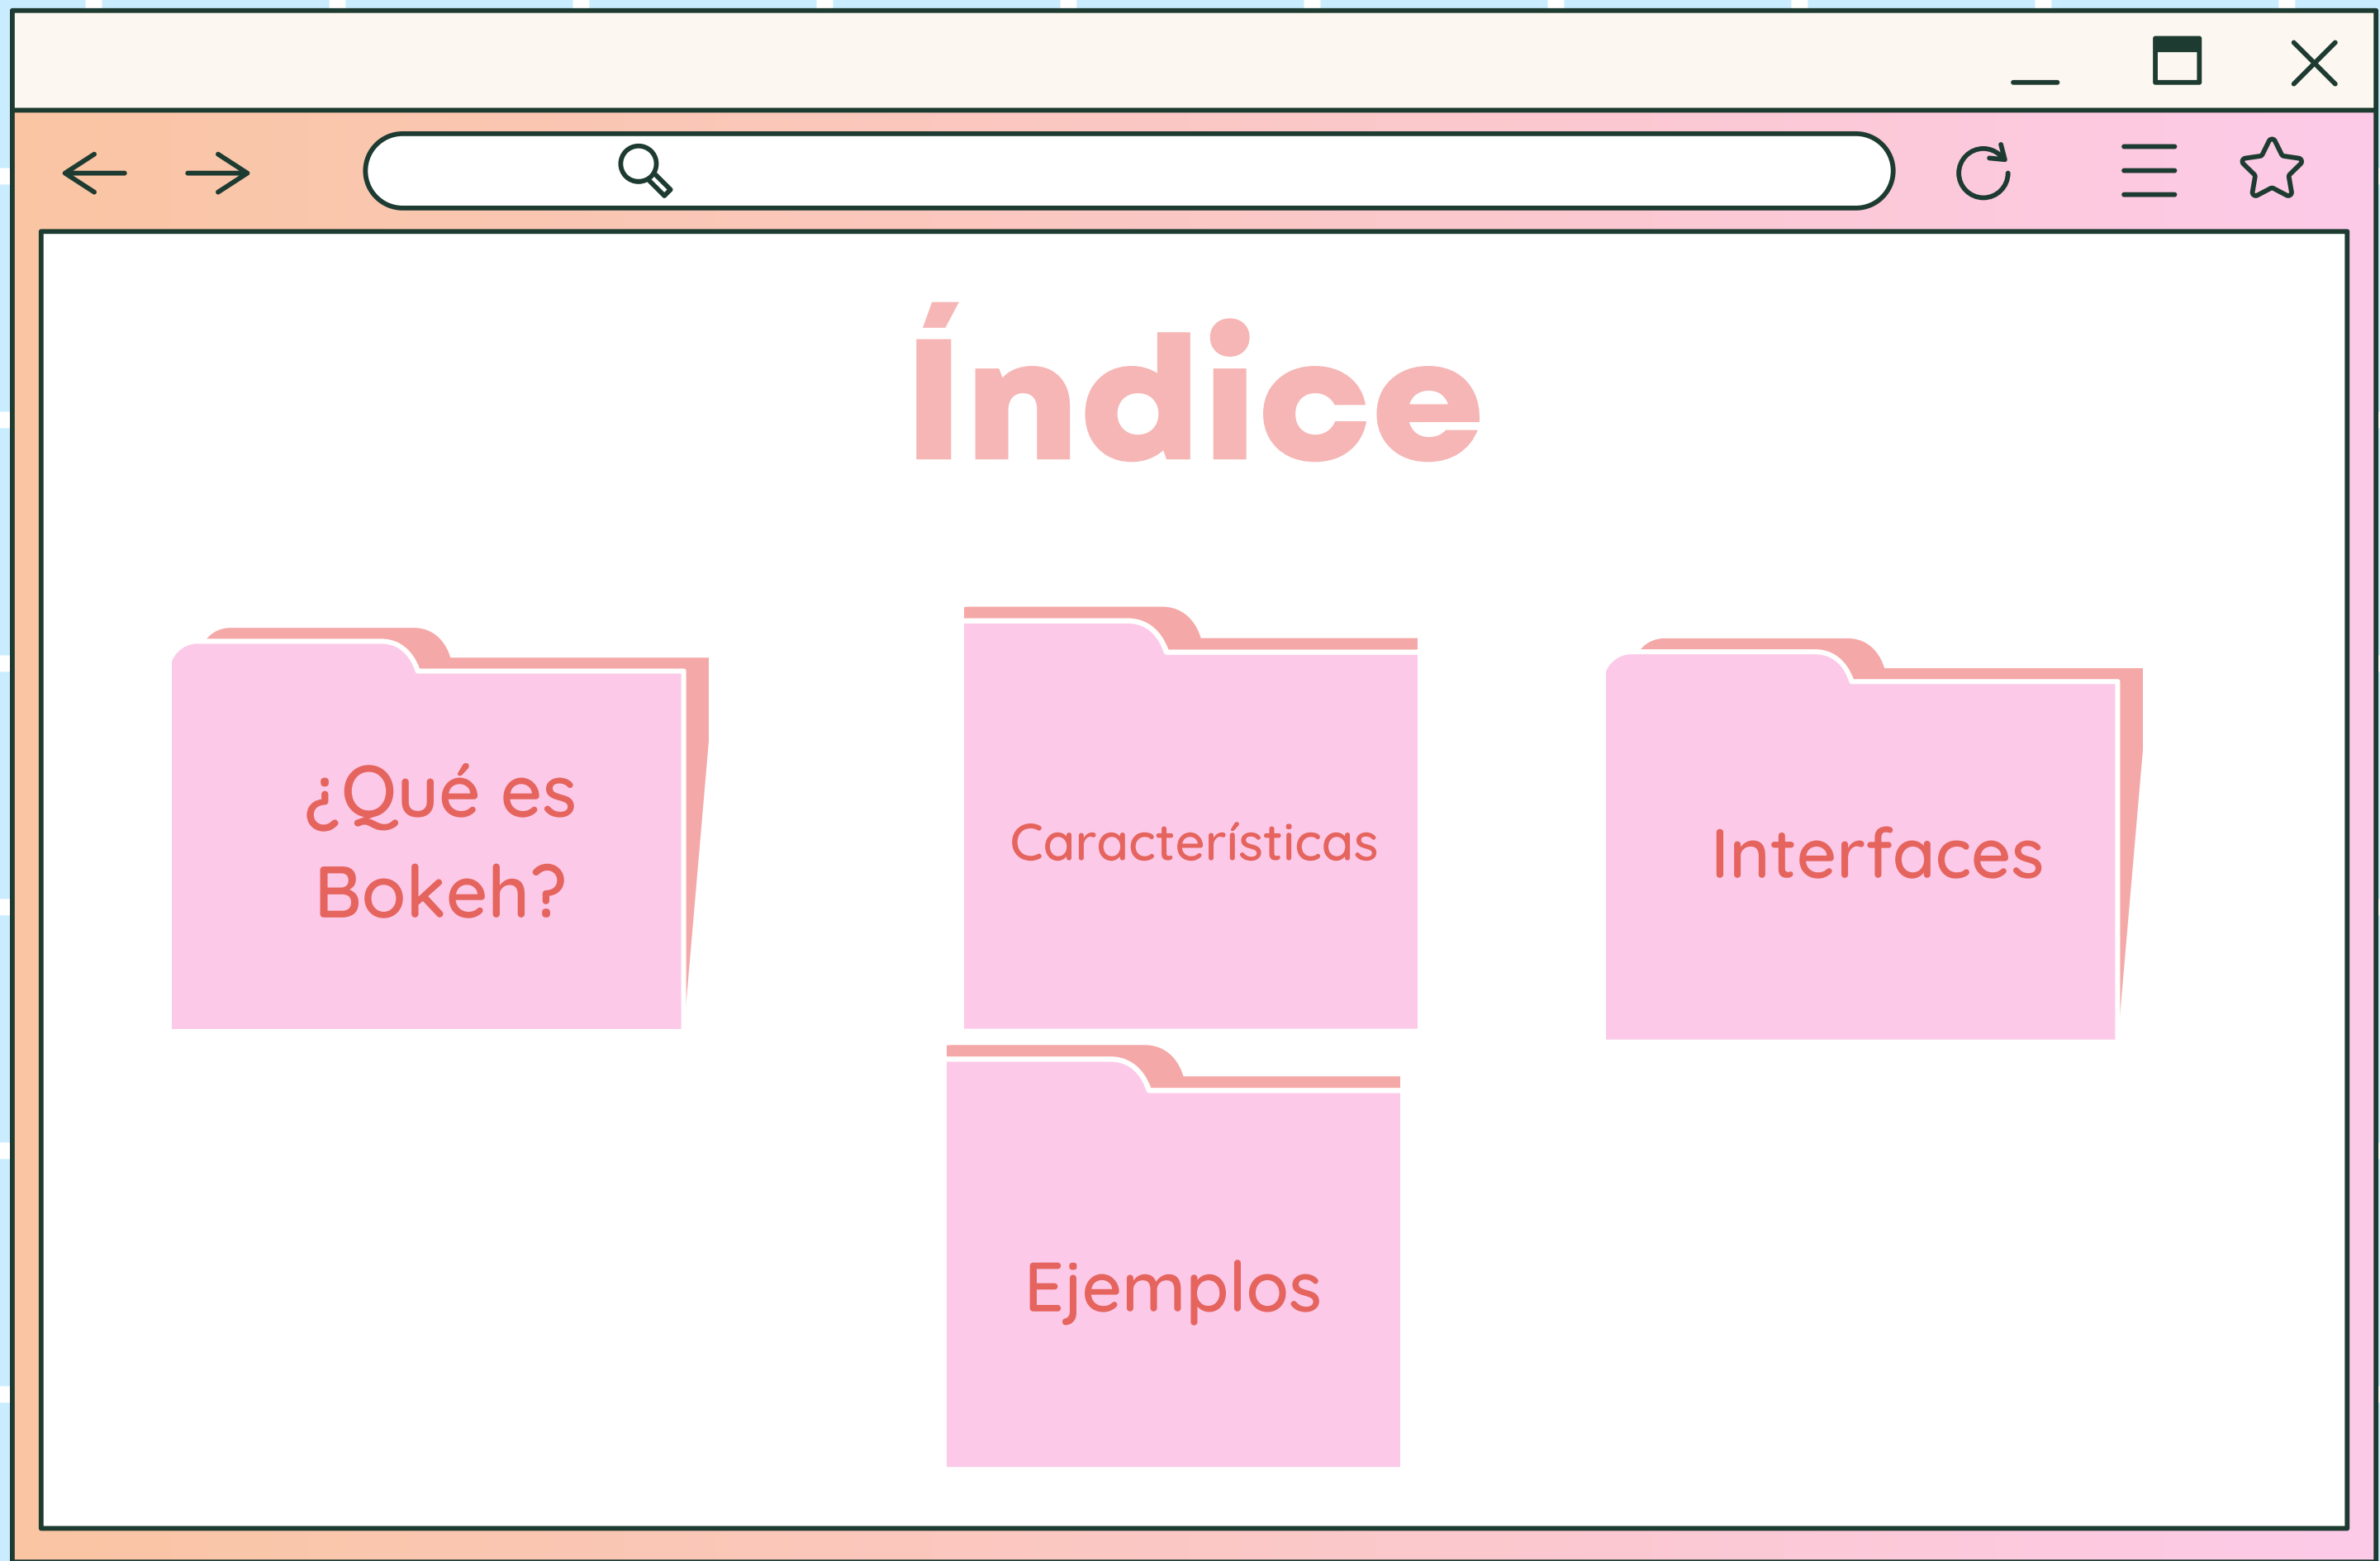 Índice
¿Qué es
Bokeh?
Características
Interfaces
Ejemplos